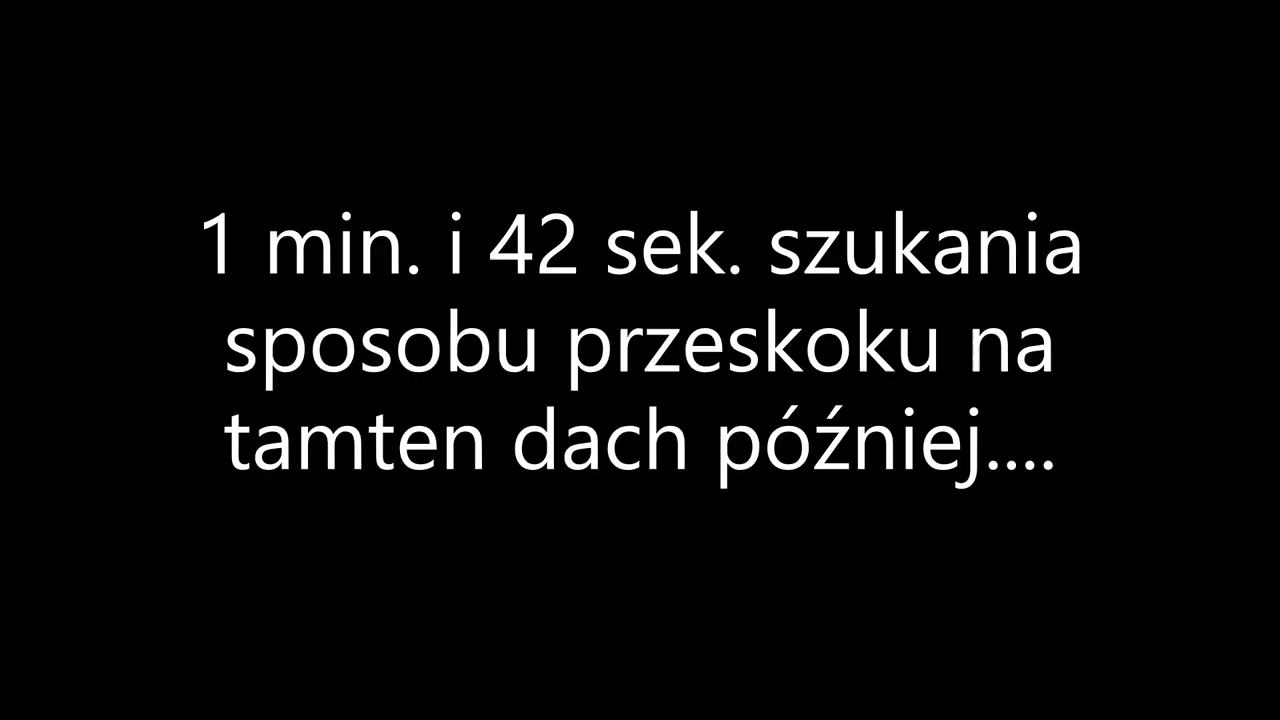 1 min. i 42 sek. szukania
sposobu przeskoku na
tamten dach później....